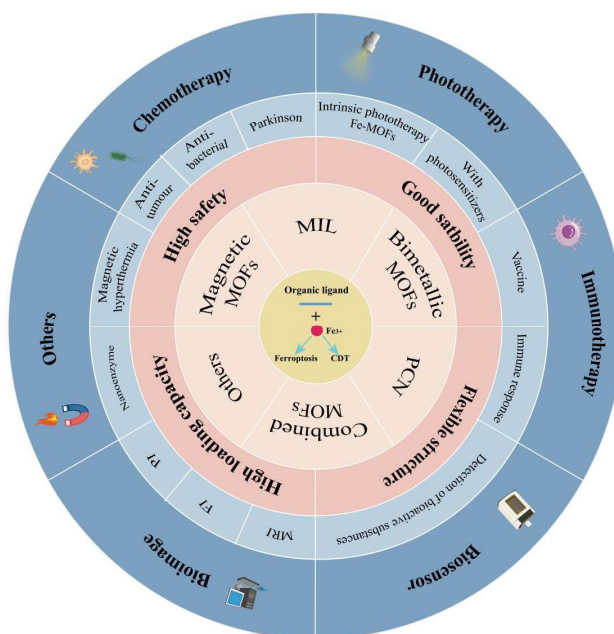 Chemotherapy
Phototherapy
Immunotherapy
Biosensor
Bioimage
Others
Anti-
tumour
Anti-
bacterial
Parkinson
Intrinsic phototherapy
Fe-MOFs
With
photosensitizers
Vaccine
Immune response
Detection of bioactive substances
MRI
FI
PI
Nanoenzyme
Magnetic
hyperthermia
High safety
Good satbility
Flexible structure
High loading capacity
MIL
Bimetallic
MOFs
PCN
Combined
MOFs
Others
Magnetic
MOFs
Organic ligand
+
Fe3+
Ferroptosis
CDT